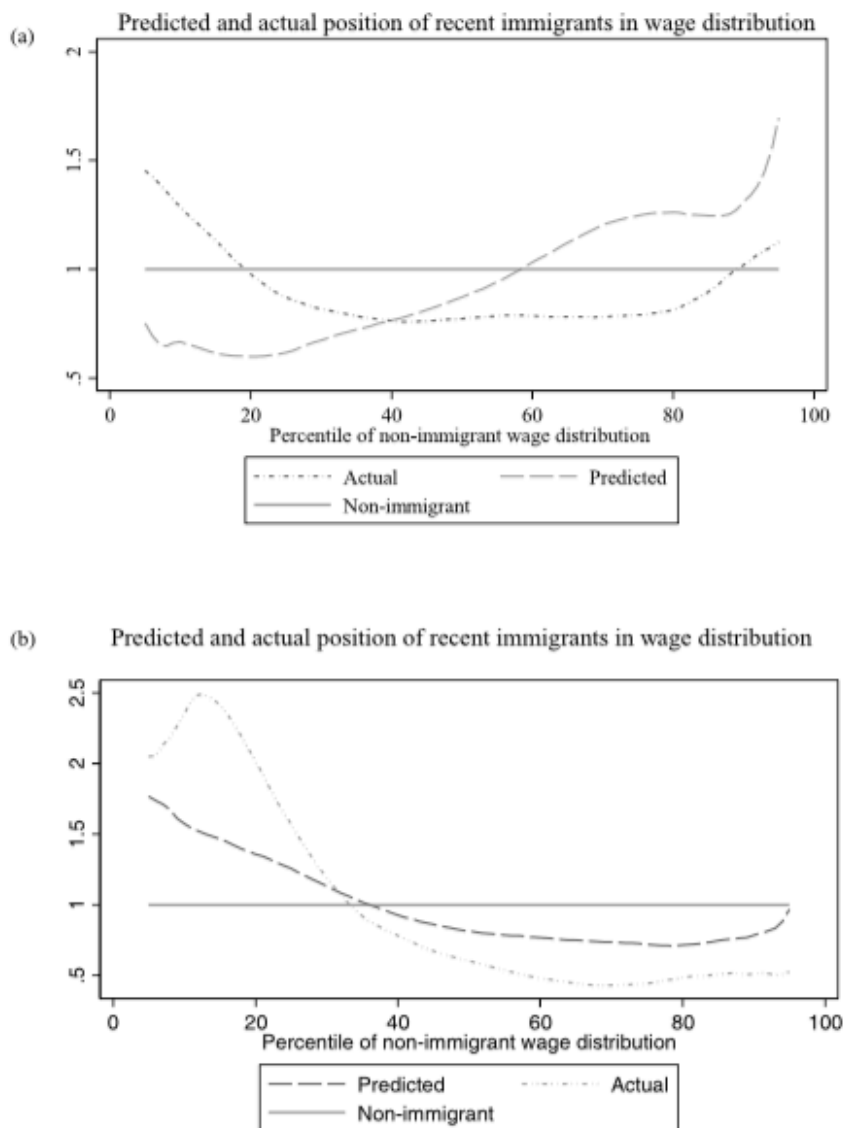 (a) Predicted and actual position of recent immigrants in wage distribution
2
1.5
1
.5
0 20 40 60 80 100
Percentile of non-immigrant wage distribution
Actual Predicted
Non-immigrant
(b) Predicted and actual position of recent immigrants in wage distribution
2.5
2
1.5
1
.5
0 20 40 60 80 100
Percentile of non-immigrant wage distribution
Predicted Actual
Non-immigrant